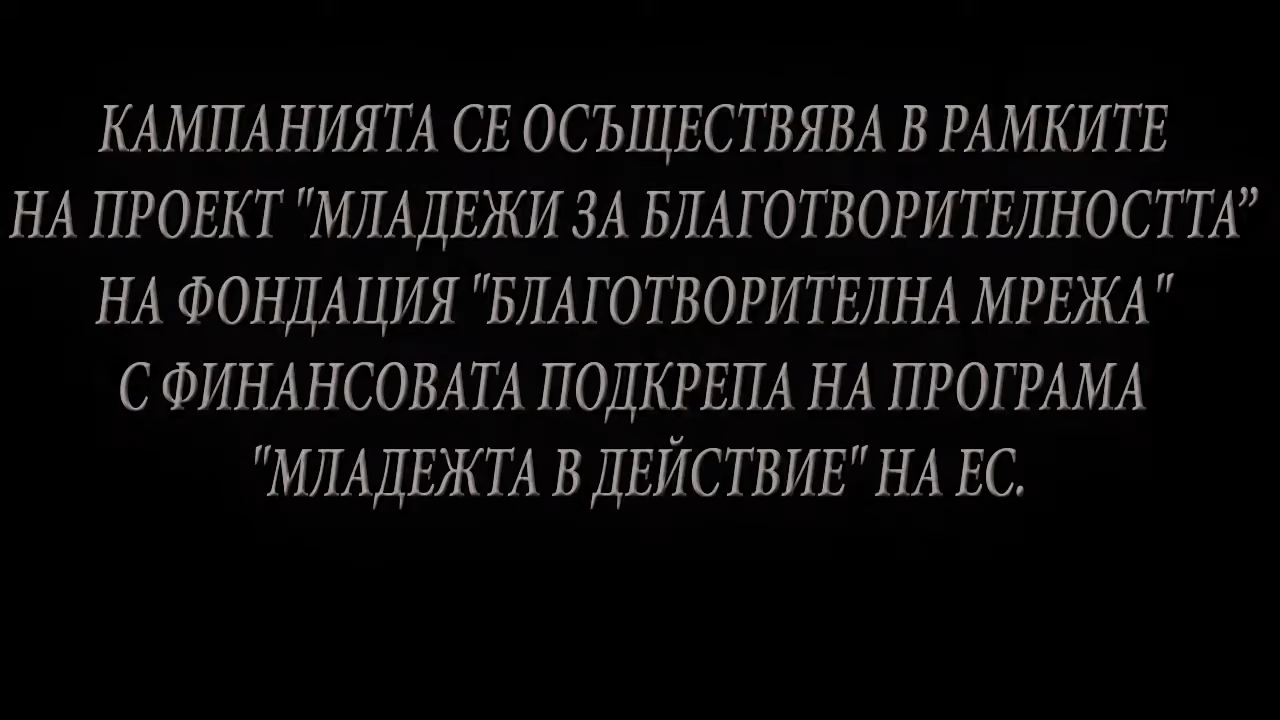 КАМПАНИЯТА СЕ ОСЪЩЕСТВЯВА В РАМКИТЕ
НА ПРОЕКТ "МЛАДЕЖИ ЗА БЛАГОТВОРИТЕЛНОСТТА”
НА ФОНДАЦИЯ "БЛАГОТВОРИТЕЛНА МРЕЖА"
С ФИНАНСОВАТА ПОДКРЕПА НА ПРОГРАМА
"МЛАДЕЖТА В ДЕЙСТВИЕ" НА ЕС.